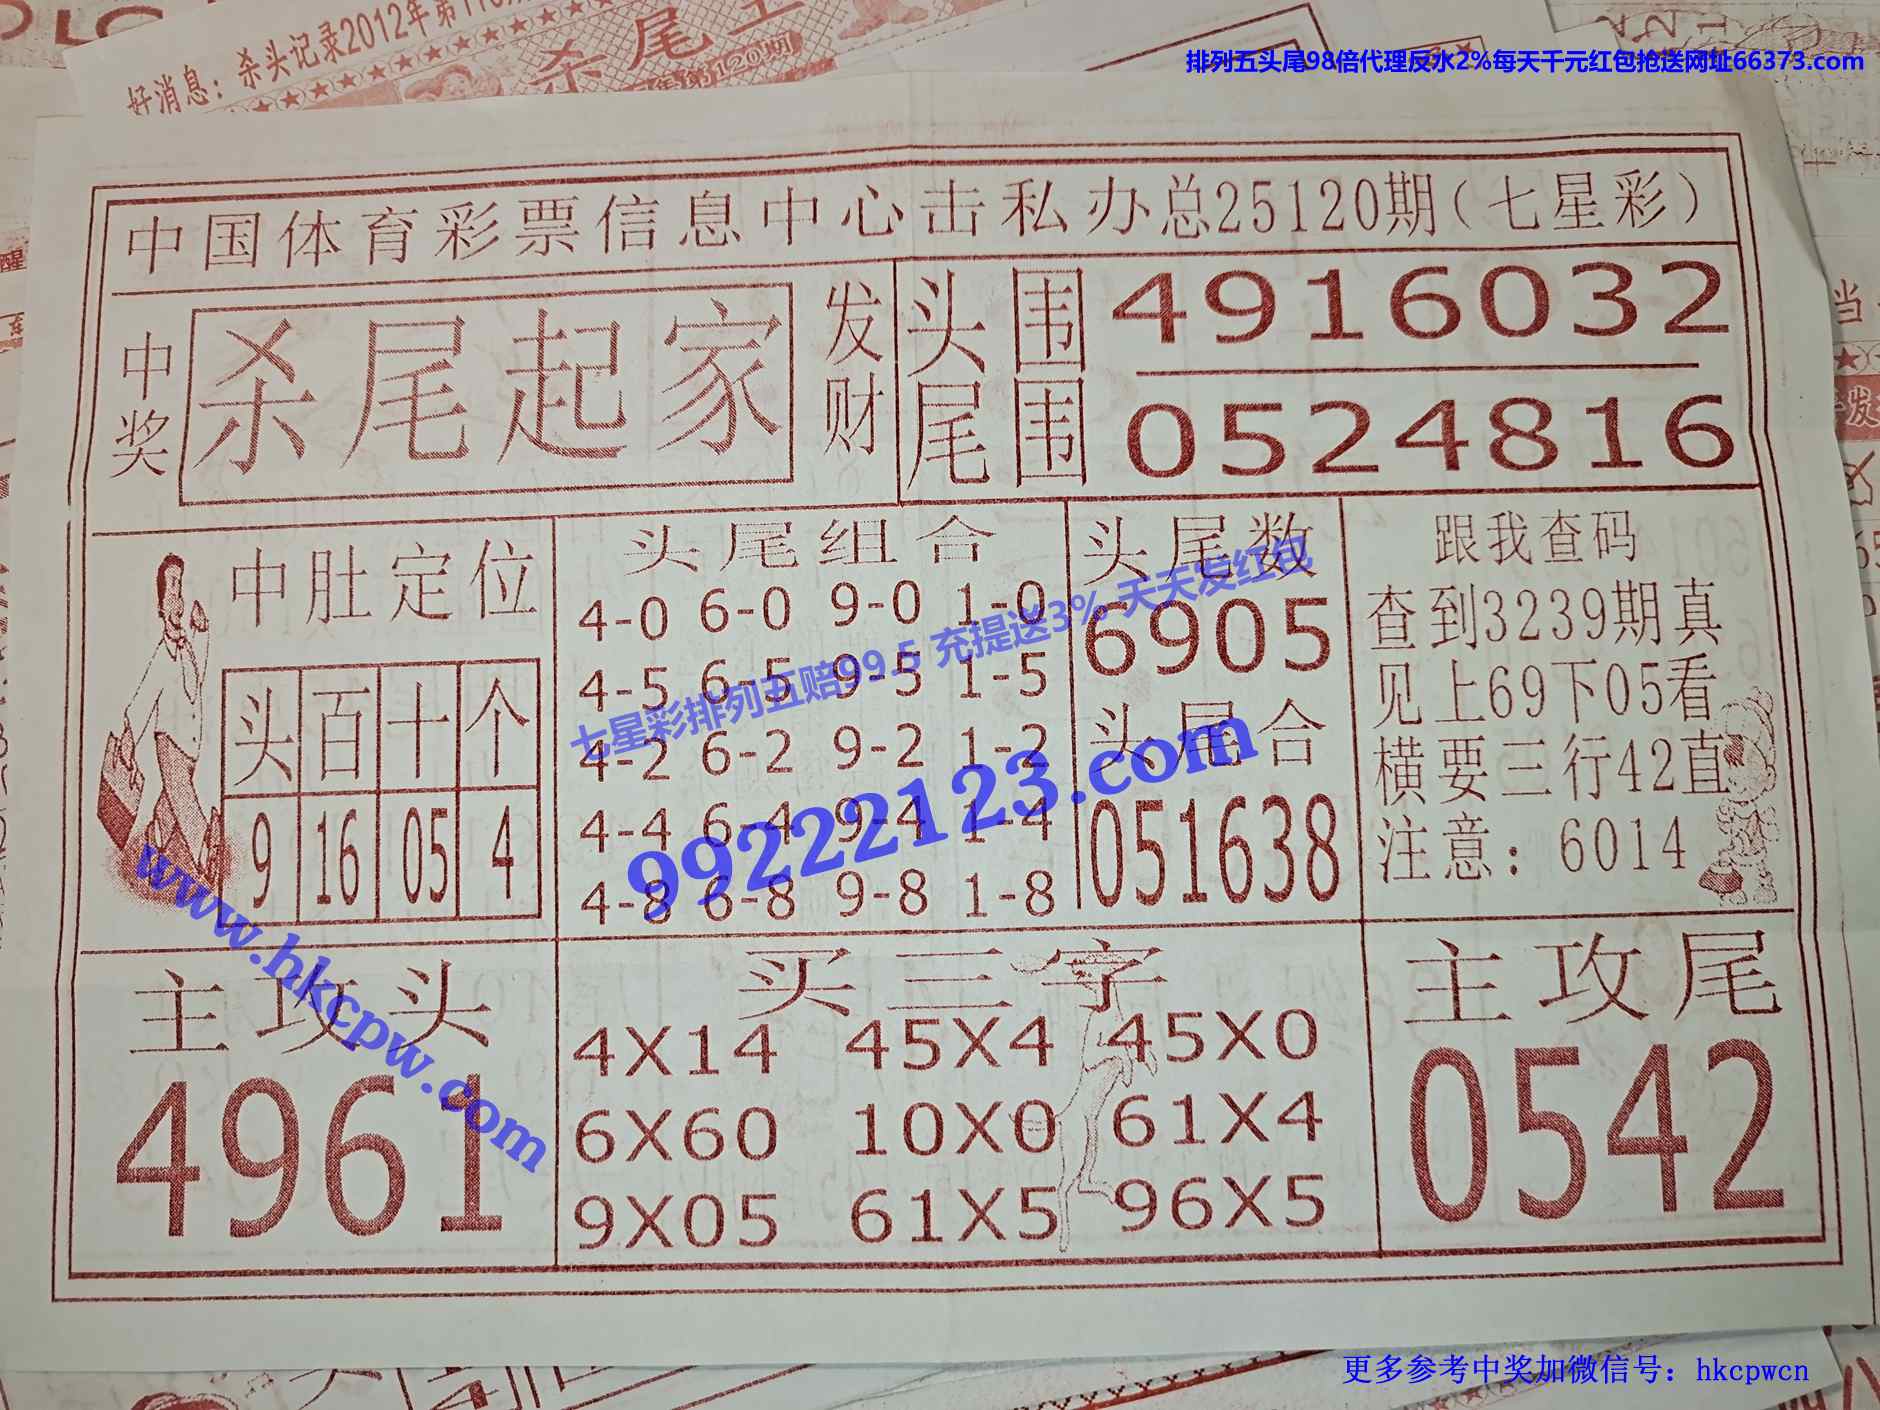 好消息：杀头记录2012年第
杀尾王
第120期
排列五头尾98倍代理反水2%每天千元红包抢送网址66373.com
中国体育彩票信息中心击私办总25120期(七星彩)
中奖
杀尾起家
发财
头围 4916032
尾围 0524816
中肚定位
头 百 十 个
9 16 05 4
头尾组合
4-0 6-0 9-0 1-0
4-5 6-5 9-5 1-5
4-2 6-2 9-2 1-2
4-4 6-4 9-4 1-4
4-8 6-8 9-8 1-8
头尾数
6905
头尾合
051638
跟我查码
查到3239期真
见上69下05看
横要三行42直
注意：6014
七星彩排列五赔99.5 充提送3% 天天发红包
99222123.com
www.hkcpw.com
主攻头
4961
买三字
4X14 45X4 45X0
6X60 10X0 61X4
9X05 61X5 96X5
主攻尾
0542
更多参考中奖加微信号：hkcpwcn